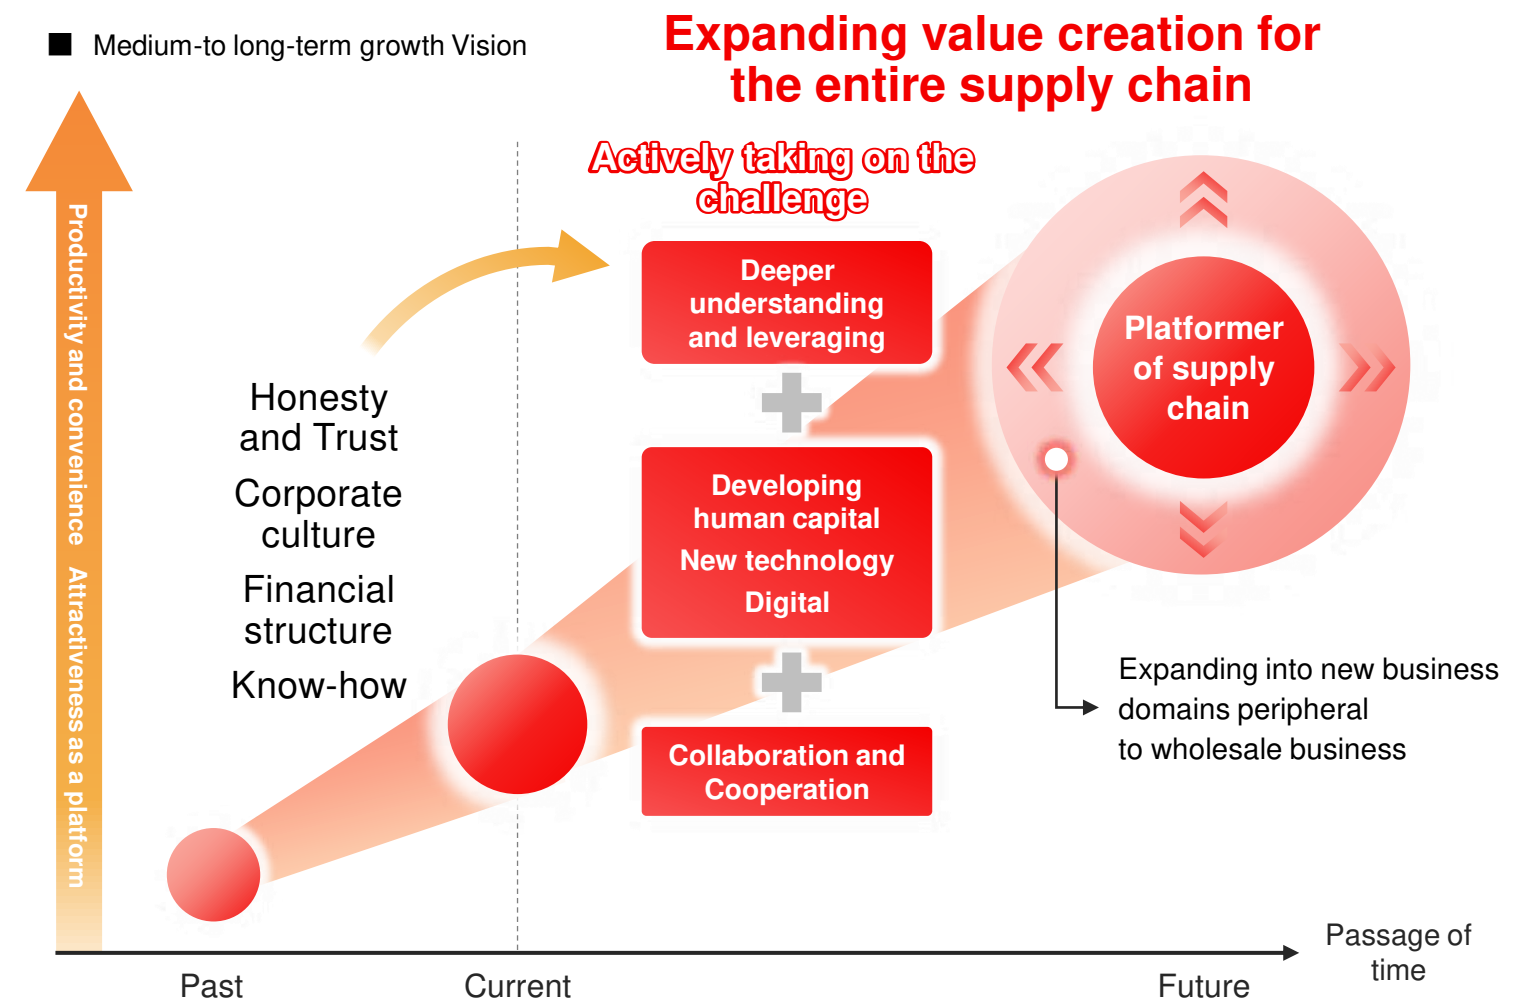 ■ Medium-to long-term growth Vision
Expanding value creation for
the entire supply chain
Productivity and convenience Attractiveness as a platform
Actively taking on the
challenge
Honesty
and Trust
Corporate
culture
Financial
structure
Know-how
Deeper
understanding
and leveraging
Developing
human capital
New technology
Digital
Collaboration and
Cooperation
Platformer
of supply
chain
Expanding into new business
domains peripheral
to wholesale business
Past
Current
Future
Passage of
time